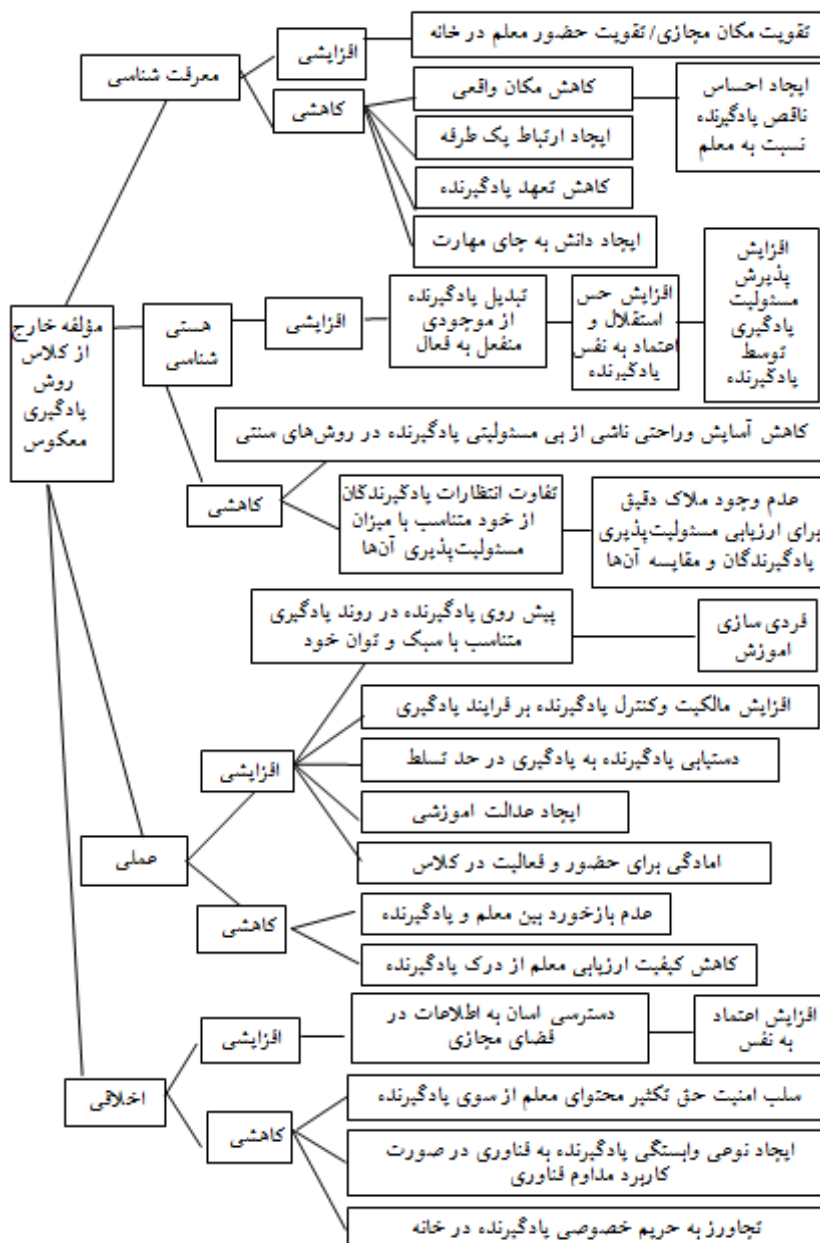 تقویت مکان مجازی/ تقویت حضور معلم در خانه
افزایشی
معرفت شناسی
کاهشی
کاهش مکان واقعی
ایجاد احساس
ناقص یادگیرنده
نسبت به معلم
ایجاد ارتباط یک طرفه
کاهش تعهد یادگیرنده
ایجاد دانش به جای مهارت
مؤلفه خارج
از کلاس
روش
یادگیری
معکوس
هستی
شناسی
افزایشی
تبدیل یادگیرنده
از موجودی
منفعل به فعال
افزایش حس
استقلال و
اعتماد به نفس
یادگیرنده
افزایش
پذیرش
مسئولیت
یادگیری
توسط
یادگیرنده
کاهش آسایش وراحتی ناشی از بی مسئولیتی یادگیرنده در روش‌های سنتی
کاهشی
تفاوت انتظارات یادگیرندگان
از خود متناسب با میزان
مسئولیت‌پذیری آن‌ها
عدم وجود ملاک دقیق
برای ارزیابی مسئولیت‌پذیری
یادگیرندگان و مقایسه آن‌ها
پیش روی یادگیرنده در روند یادگیری
متناسب با سبک و توان خود
فردی سازی
اموزش
افزایش مالکیت وکنترل یادگیرنده بر فرایند یادگیری
افزایشی
دستیابی یادگیرنده به یادگیری در حد تسلط
ایجاد عدالت اموزشی
عملی
امادگی برای حضور و فعالیت در کلاس
کاهشی
عدم بازخورد بین معلم و یادگیرنده
کاهش کیفیت ارزیابی معلم از درک یادگیرنده
افزایشی
دسترسی اسان به اطلاعات در
فضای مجازی
افزایش اعتماد
به نفس
اخلاقی
کاهشی
سلب امنیت حق تکثیر محتوای معلم از سوی یادگیرنده
ایجاد نوعی وابستگی یادگیرنده به فناوری در صورت
کاربرد مداوم فناوری
تجاورز به حریم خصوصی یادگیرنده در خانه